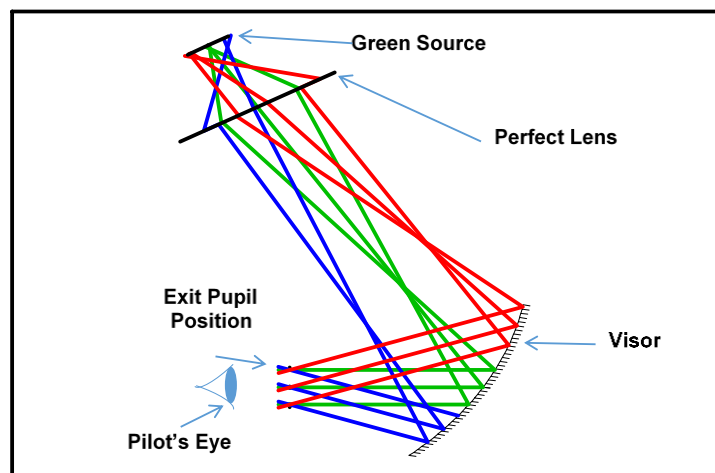 Green Source
Perfect Lens
Exit Pupil
Position
Visor
Pilot's Eye